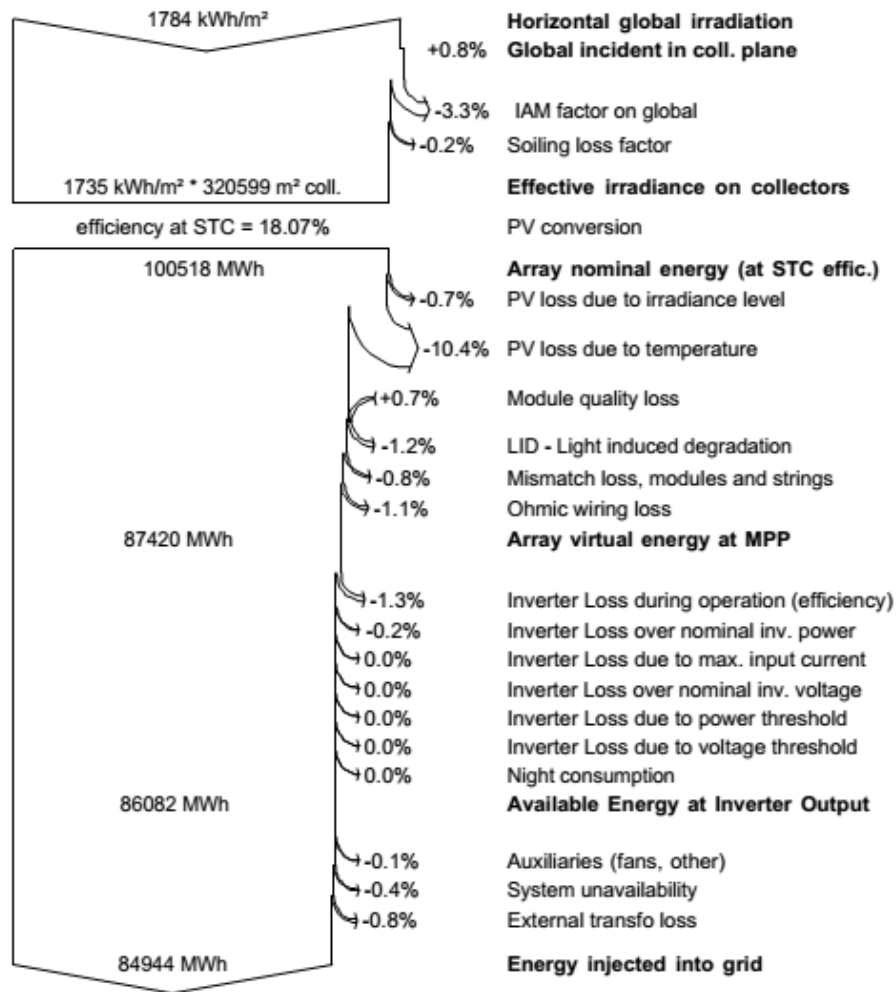 1784 kWh/m² Horizontal global irradiation
+0.8% Global incident in coll. plane
-3.3% IAM factor on global
-0.2% Soiling loss factor
1735 kWh/m² * 320599 m² coll. Effective irradiance on collectors
efficiency at STC = 18.07% PV conversion
100518 MWh Array nominal energy (at STC effic.)
-0.7% PV loss due to irradiance level
-10.4% PV loss due to temperature
+0.7% Module quality loss
-1.2% LID - Light induced degradation
-0.8% Mismatch loss, modules and strings
-1.1% Ohmic wiring loss
87420 MWh Array virtual energy at MPP
-1.3% Inverter Loss during operation (efficiency)
-0.2% Inverter Loss over nominal inv. power
0.0% Inverter Loss due to max. input current
0.0% Inverter Loss over nominal inv. voltage
0.0% Inverter Loss due to power threshold
0.0% Inverter Loss due to voltage threshold
0.0% Night consumption
86082 MWh Available Energy at Inverter Output
-0.1% Auxiliaries (fans, other)
-0.4% System unavailability
-0.8% External transfo loss
84944 MWh Energy injected into grid